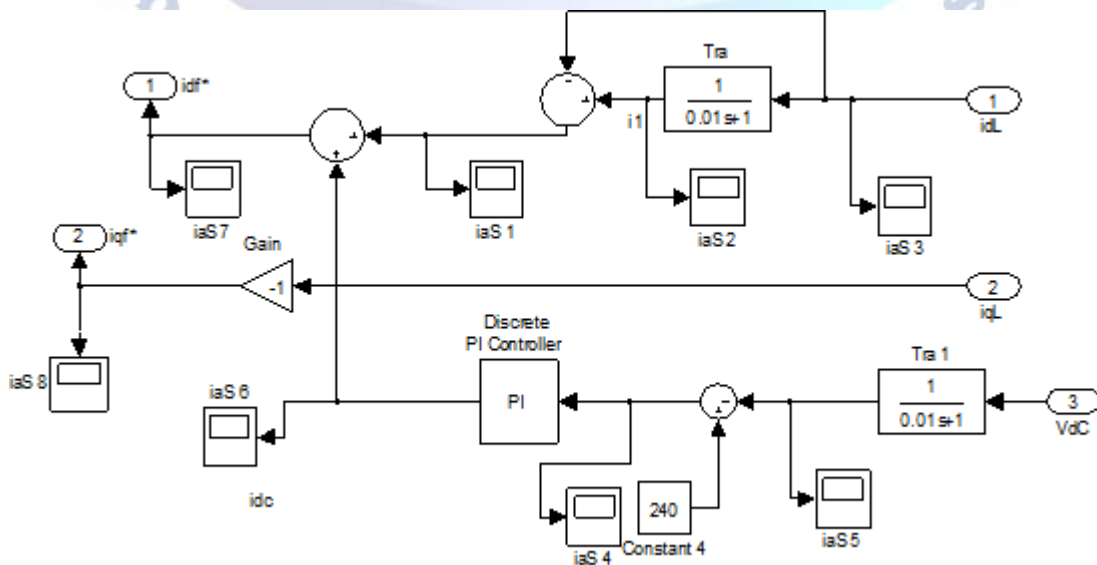 Tra
1
0.01s+1
1
idL
i1
1
idf*
iaS 7
iaS 1
iaS 2
iaS 3
2
iqf*
Gain
-1
2
iqL
iaS 8
Discrete
PI Controller
PI
iaS 6
idc
Tra 1
1
0.01s+1
3
VdC
240
Constant 4
iaS 4
iaS 5